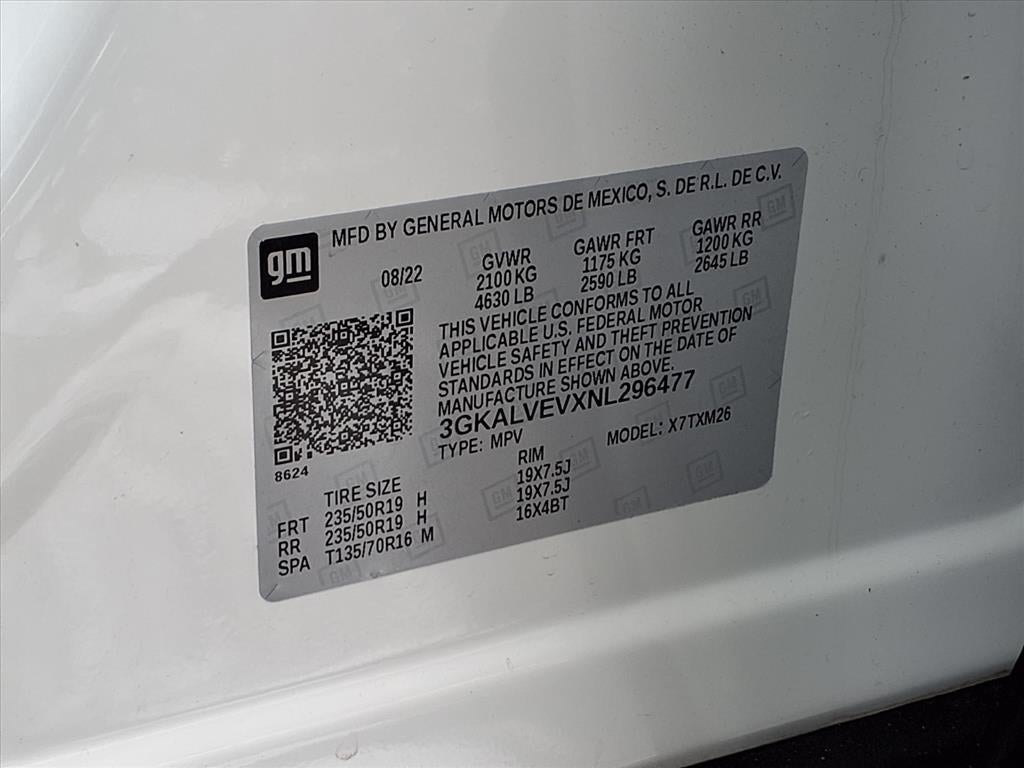 gm
MFD BY GENERAL MOTORS DE MEXICO, S. DE R.L. DE C.V.
08/22 GVWR GAWR FRT GAWR RR
2100 KG 1175 KG 1200 KG
4630 LB 2590 LB 2645 LB
THIS VEHICLE CONFORMS TO ALL
APPLICABLE U.S. FEDERAL MOTOR
VEHICLE SAFETY AND THEFT PREVENTION
STANDARDS IN EFFECT ON THE DATE OF
MANUFACTURE SHOWN ABOVE.
3GKALVEVXNL296477
TYPE: MPV MODEL: X7TXM26
8624
TIRE SIZE RIM
FRT 235/50R19 H 19X7.5J
RR 235/50R19 H 19X7.5J
SPA T135/70R16 M 16X4BT